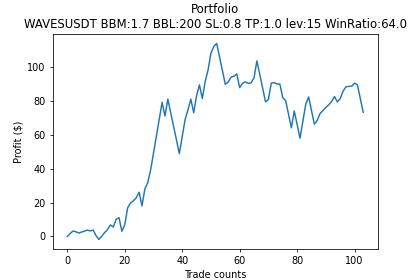 Portfolio
WAVESUSDT BBM:1.7 BBL:200 SL:0.8 TP:1.0 lev:15 WinRatio:64.0
Profit ($)
100
80
60
40
20
0
0 20 40 60 80 100
Trade counts